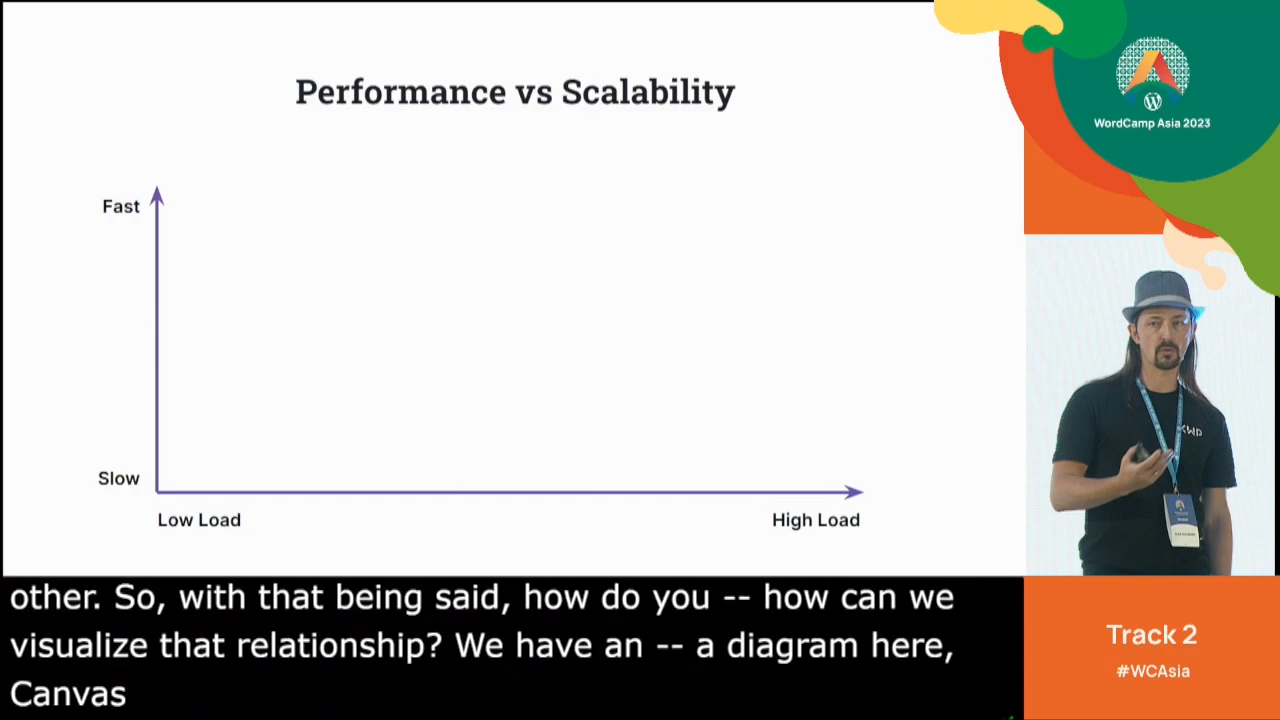 Performance vs Scalability
Fast
Slow
Low Load
High Load
WordCamp Asia 2023
XWP
other. So, with that being said, how do you -- how can we
visualize that relationship? We have an -- a diagram here,
Canvas
Track 2
#WCAsia